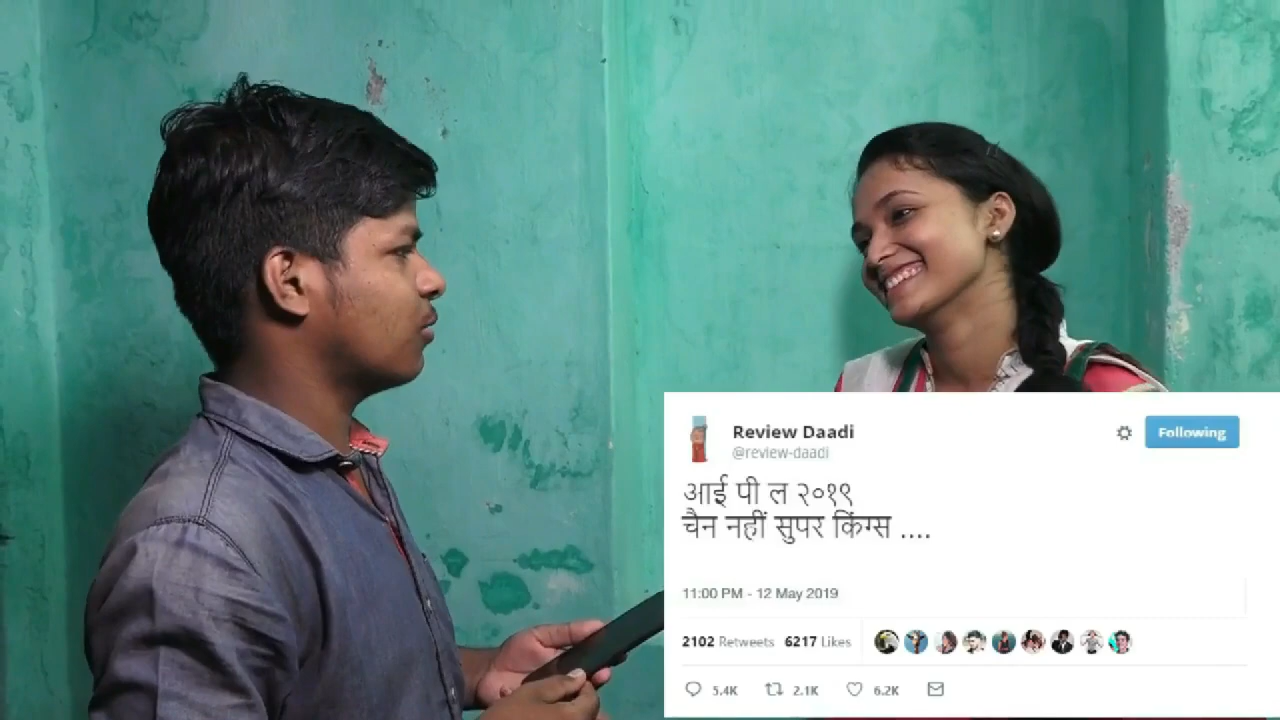 Review Daadi
@review-daadi
Following
आई पी ल २०१९
चैन नहीं सुपर किंग्स ....
11:00 PM - 12 May 2019
2102 Retweets 6217 Likes
5.4K 2.1K 6.2K